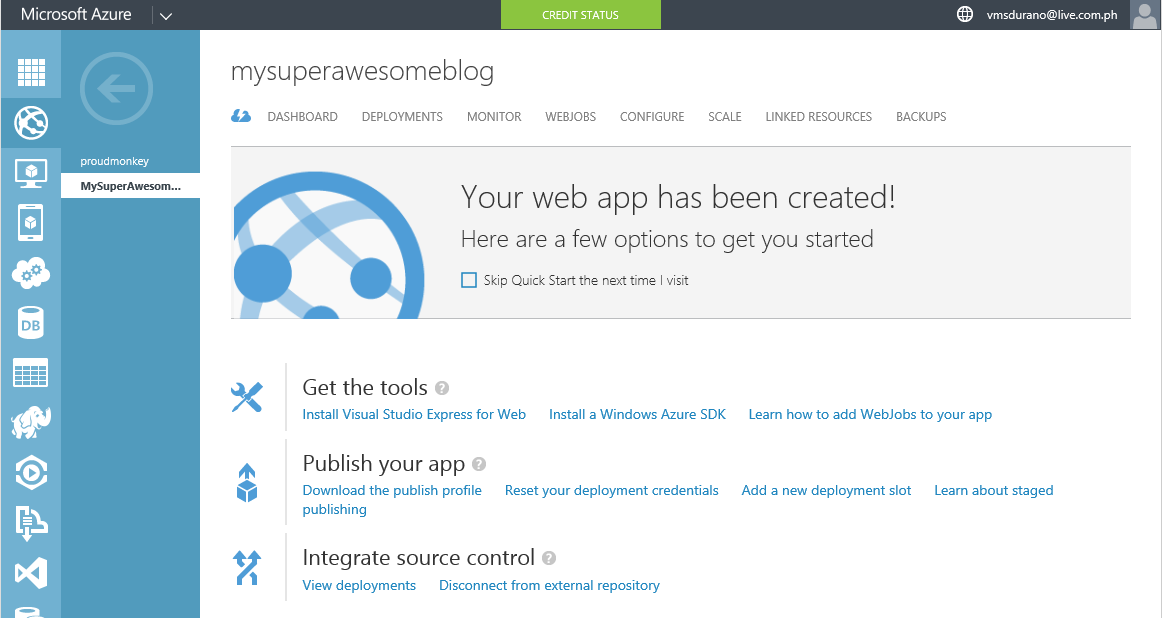 Microsoft Azure
CREDIT STATUS
vmsdurano@live.com.ph
proudmonkey
MySuperAwesom...
mysuperawesomeblog
DASHBOARD DEPLOYMENTS MONITOR WEBJOBS CONFIGURE SCALE LINKED RESOURCES BACKUPS
Your web app has been created!
Here are a few options to get you started
Skip Quick Start the next time I visit
DB
Get the tools ?
Install Visual Studio Express for Web Install a Windows Azure SDK Learn how to add WebJobs to your app
Publish your app ?
Download the publish profile Reset your deployment credentials Add a new deployment slot Learn about staged
publishing
Integrate source control ?
View deployments Disconnect from external repository